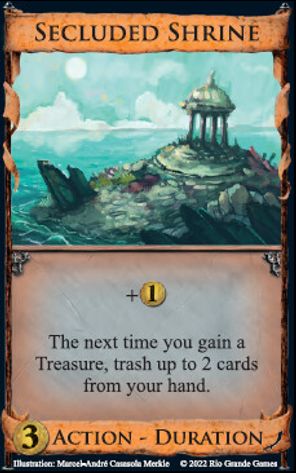 SECLUDED SHRINE
+1
The next time you gain a
Treasure, trash up to 2 cards
from your hand.
3 ACTION - DURATION
Illustration: Marcel-André Casasola Merkle © 2022 Rio Grande Games